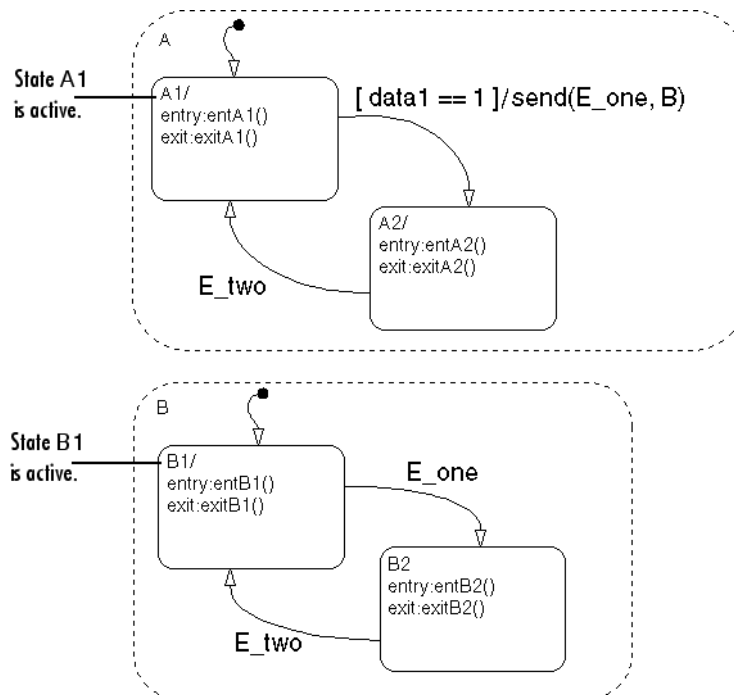 A
State A1
is active.
A1/
entry:entA1()
exit:exitA1()
[ data1 == 1 ]/send(E_one, B)
A2/
entry:entA2()
exit:exitA2()
E_two
B
State B1
is active.
B1/
entry:entB1()
exit:exitB1()
E_one
B2
entry:entB2()
exit:exitB2()
E_two